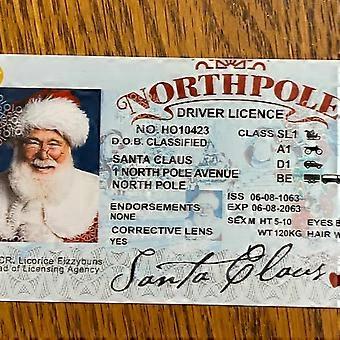 NORTHPOLE
DRIVER LICENCE
NO. HO10423 CLASS SL1
D.O.B. CLASSIFIED A1
SANTA CLAUS D1
1 NORTH POLE AVENUE BE
NORTH POLE
ISS 06-08-1063
ENDORSEMENTS EXP 06-08-2063
NONE SEX M HT 5-10 EYES B
CORRECTIVE LENS WT 120KG HAIR W
YES
CR. Licorice Fizzybuns
ad of Licensing Agency
Santa Claus